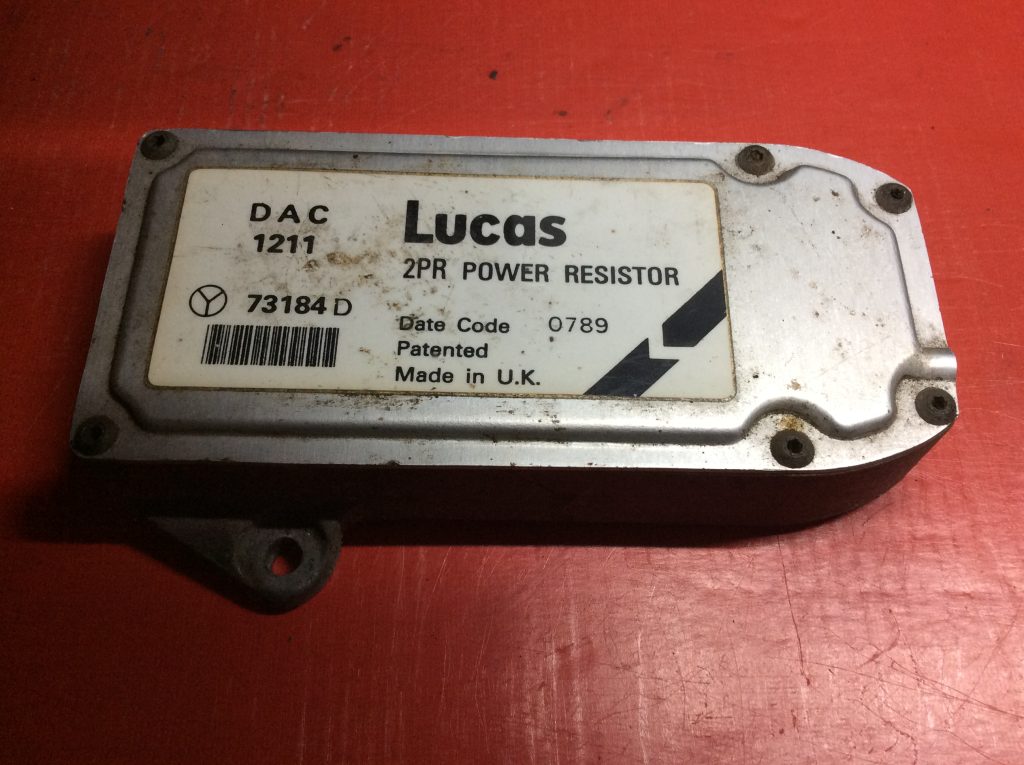 DAC
1211
73184 D
Lucas
2PR POWER RESISTOR
Date Code 0789
Patented
Made in U.K.